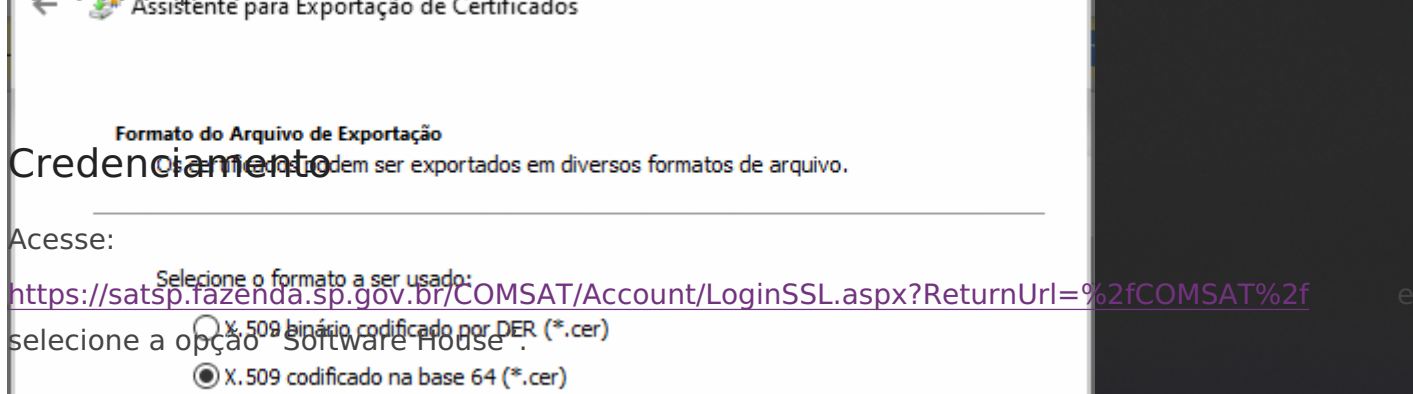 Assistente para Exportação de Certificados
Formato do Arquivo de Exportação
Credenciamento
Os certificados podem ser exportados em diversos formatos de arquivo.
Acesse:
Selecione o formato a ser usado:
https://satsp.fazenda.sp.gov.br/COMSAT/Account/LoginSSL.aspx?ReturnUrl=%2fCOMSAT%2f e
X.509 binário codificado por DER (*.cer)
selecione a opção "Software House".
X.509 codificado na base 64 (*.cer)